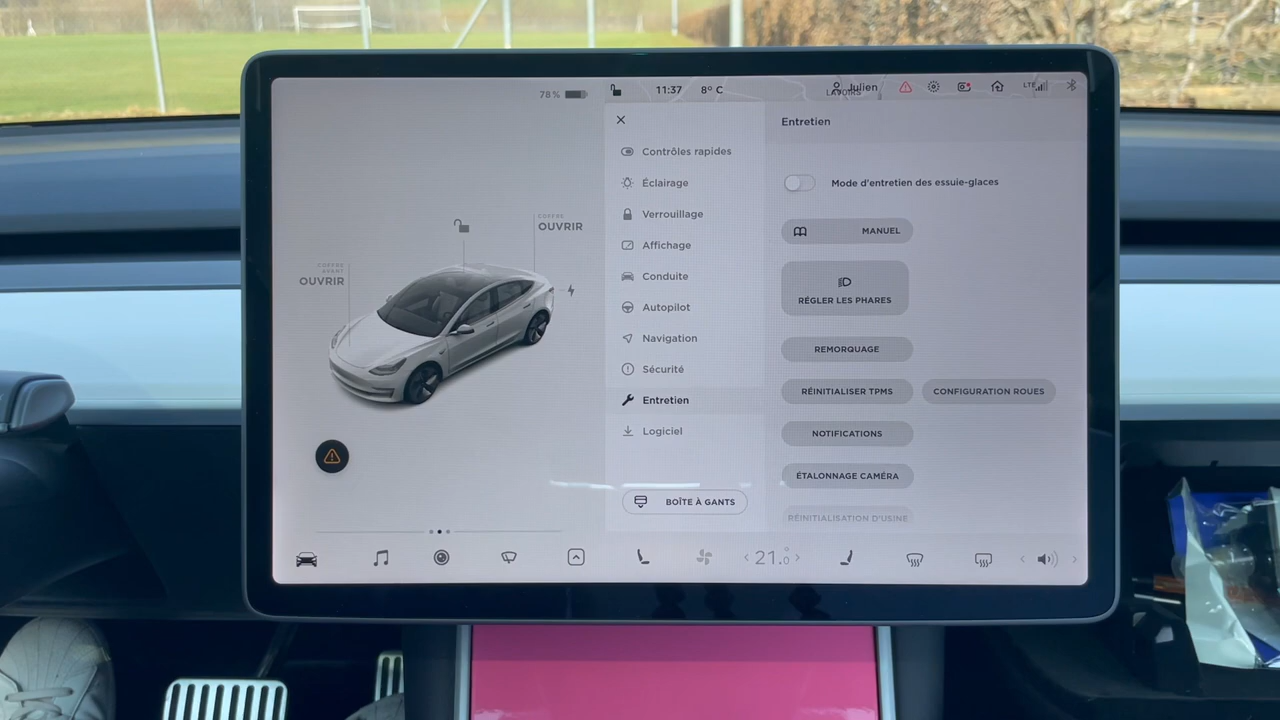 78 %
11:37 8° C
Julien
LTE
LAVOIRS
COFFRE
OUVRIR
COFFRE
AVANT
OUVRIR
Contrôles rapides
Éclairage
Verrouillage
Affichage
Conduite
Autopilot
Navigation
Sécurité
Entretien
Logiciel
BOÎTE À GANTS
Entretien
Mode d'entretien des essuie-glaces
MANUEL
RÉGLER LES PHARES
REMORQUAGE
RÉINITIALISER TPMS CONFIGURATION ROUES
NOTIFICATIONS
ÉTALONNAGE CAMÉRA
RÉINITIALISATION D'USINE
21.0